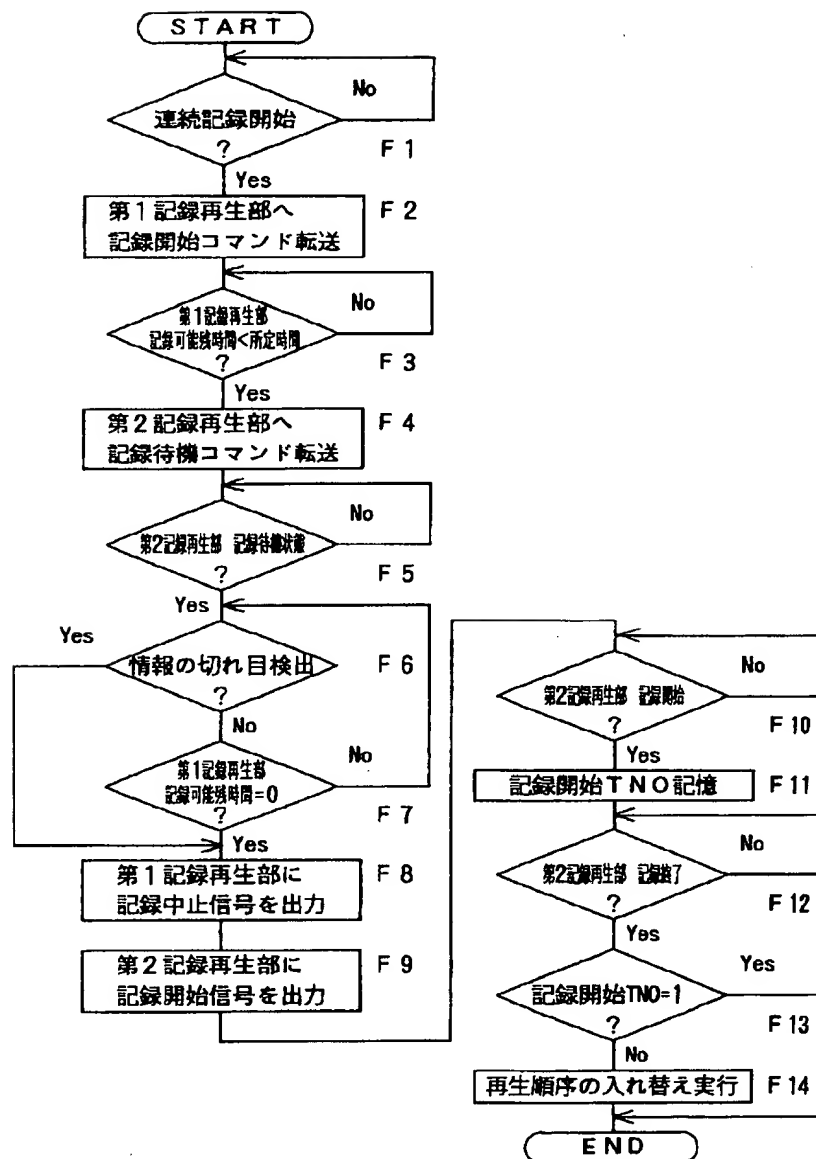 START
No
連続記録開始
?
F1
Yes
第1記録再生部へ
記録開始コマンド転送
F2
No
第1記録再生部
記録可能残時間<所定時間
?
F3
Yes
第2記録再生部へ
記録待機コマンド転送
F4
No
第2記録再生部 記録待機状態
?
F5
Yes
Yes
情報の切れ目検出
?
F6
No
第1記録再生部
記録可能残時間=0
?
No
F7
Yes
第1記録再生部に
記録中止信号を出力
F8
第2記録再生部に
記録開始信号を出力
F9
No
第2記録再生部 記録開始
?
F10
Yes
記録開始TNO記憶
F11
No
第2記録再生部 記録終了
?
F12
Yes
Yes
記録開始TNO=1
?
F13
No
再生順序の入れ替え実行
F14
END